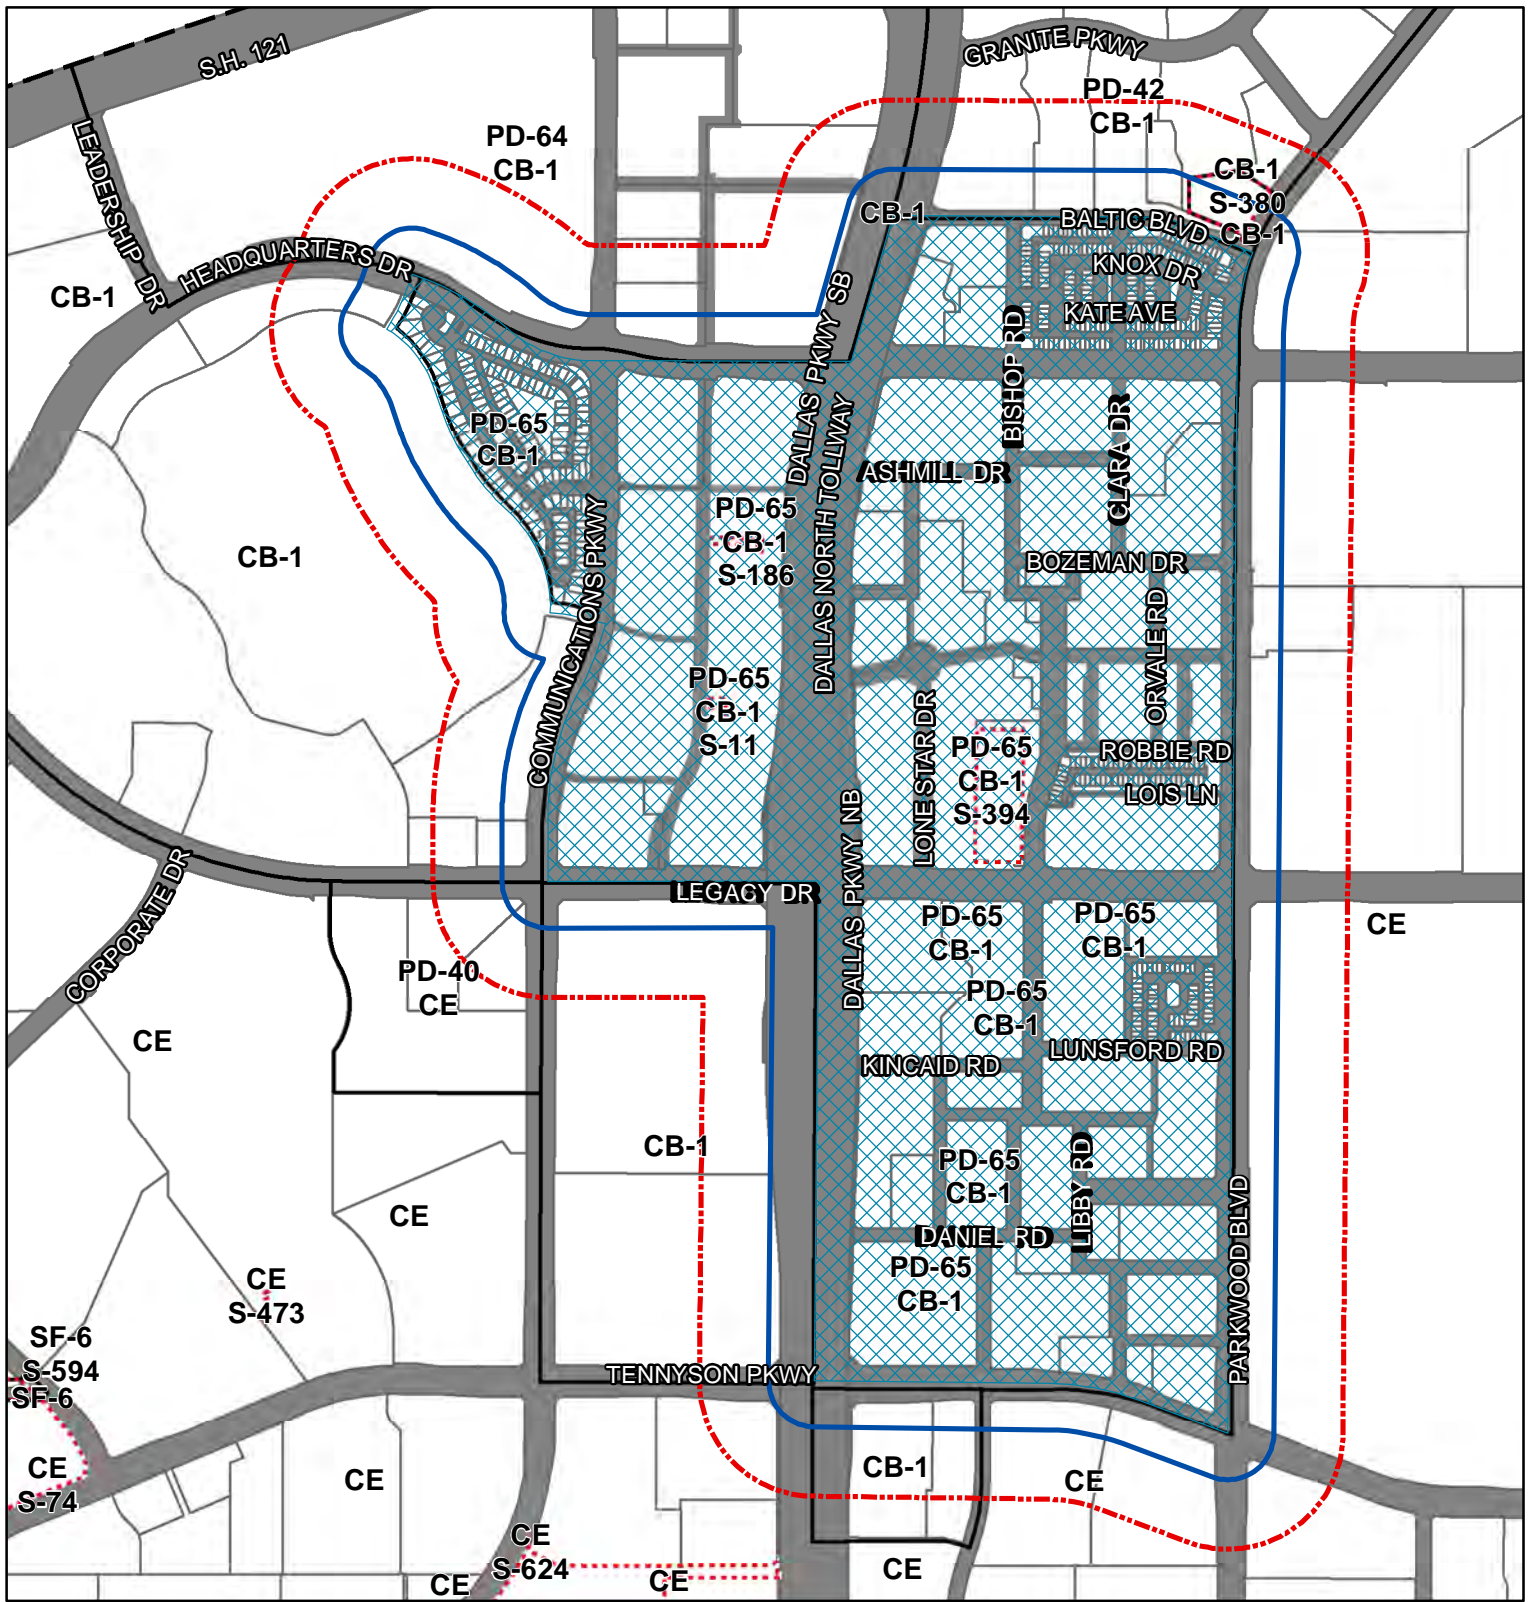 S.H. 121
GRANITE PKWY
PD-42
CB-1
PD-64
CB-1
LEADERSHIP DR
CB-1
S-380
CB-1
CB-1
BALTIC BLVD
HEADQUARTERS DR
KNOX DR
CB-1
KATE AVE
DALLAS PKWY SB
BISHOP RD
PD-65
CB-1
CLARA DR
DALLAS NORTH TOLLWAY
ASHMILL DR
PD-65
CB-1
S-186
CB-1
BOZEMAN DR
COMMUNICATIONS PKWY
ORVALE RD
PD-65
CB-1
S-11
LONE STAR DR
PD-65
CB-1
S-394
ROBBIE RD
LOIS LN
DALLAS PKWY NB
LEGACY DR
CORPORATE DR
PD-65
CB-1
PD-65
CB-1
CE
PD-40
CE
PD-65
CB-1
CE
KINCAID RD
LUNSFORD RD
CB-1
PD-65
CB-1
LIBBY RD
CE
DANIEL RD
PARKWOOD BLVD
PD-65
CB-1
CE
S-473
SF-6
S-594
SF-6
TENNYSON PKWY
CE
S-74
CE
CB-1
CE
CE
S-624
CE
CE
CE